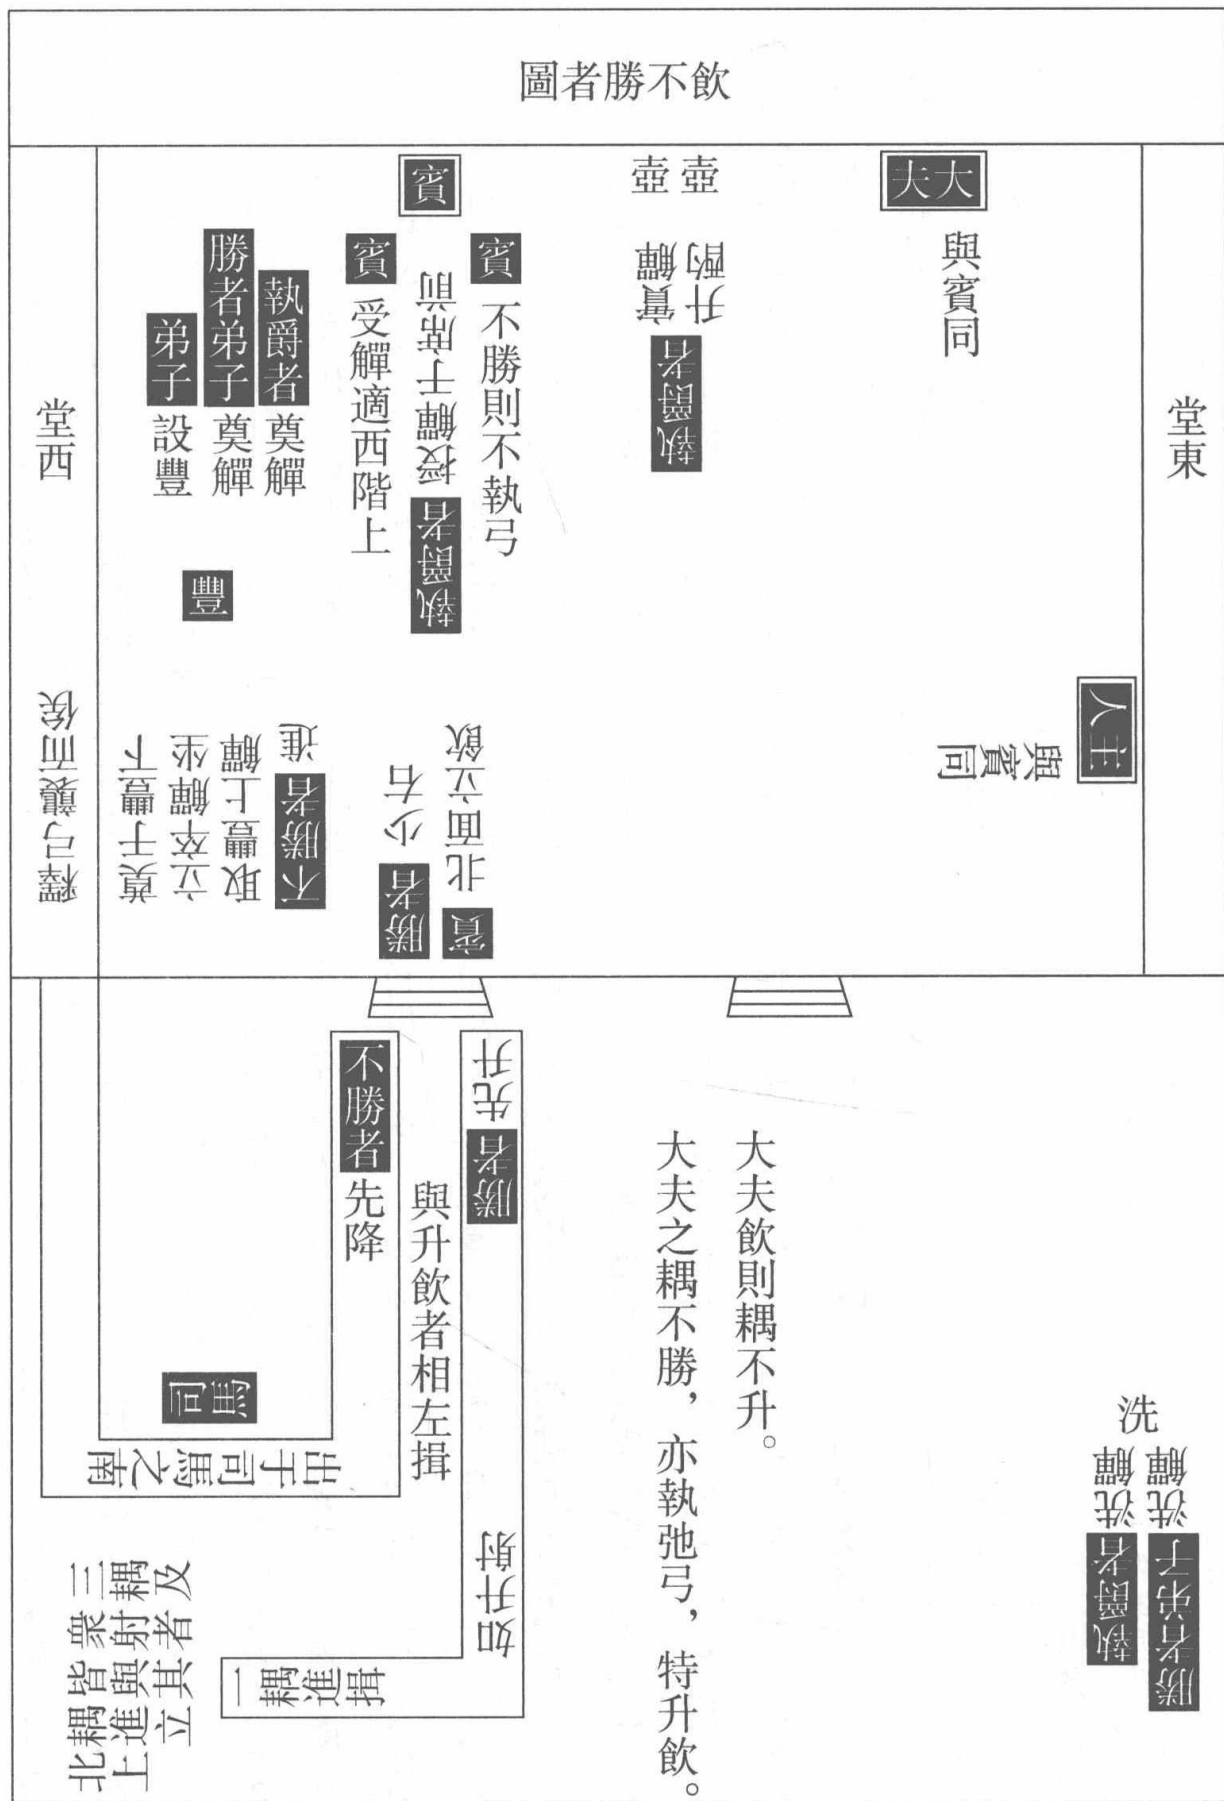 飲不勝者圖
堂東
大夫
與賓同
主人
與賓同
壺
壺
執爵者升酌
實觶
賓
賓不勝則不執弓
執爵者授觶于席前
賓受觶適西階上
執爵者奠觶
勝者弟子奠觶
弟子設豐
豐
賓北面立飲
勝者少右
不勝者進
取豐上觶
立卒觶坐
奠于豐下
堂西
釋弓襲而俟
勝者先升
如升射
一耦進揖
與升飲者相左揖
不勝者先降
司馬
出于司馬之南
三耦及
衆射者
皆與其
耦進立
北上
大夫飲則耦不升。
大夫之耦不勝，亦執弛弓，特升飲。
洗
勝者弟子洗觶
執爵者洗觶